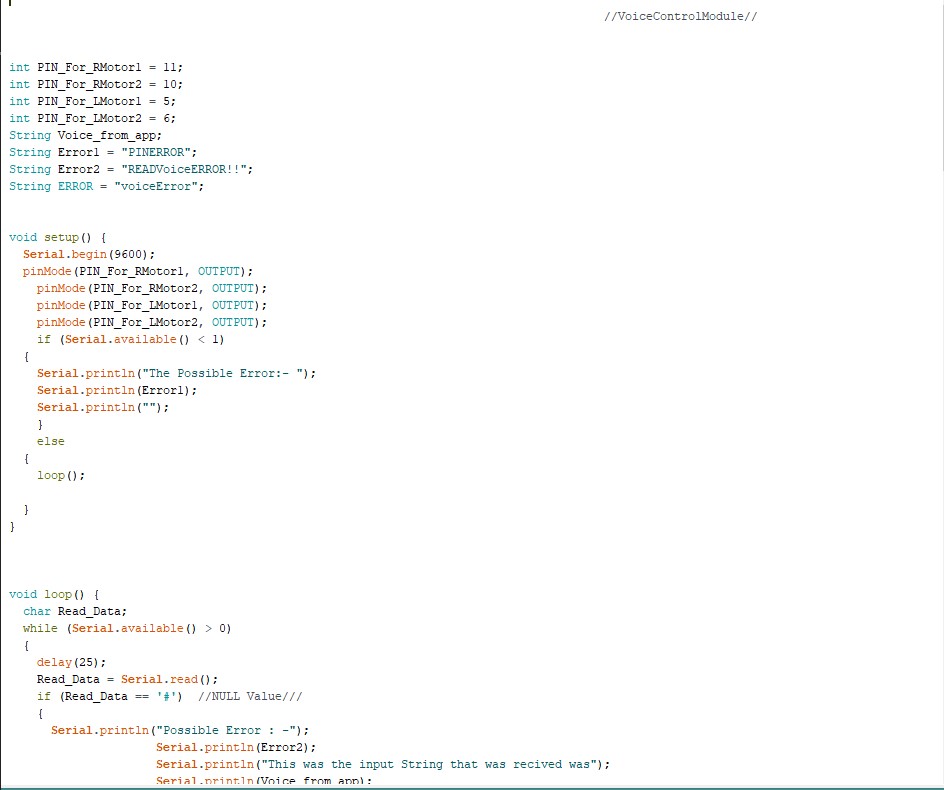 //VoiceControlModule//
int PIN_For_RMotor1 = 11;
int PIN_For_RMotor2 = 10;
int PIN_For_LMotor1 = 5;
int PIN_For_LMotor2 = 6;
String Voice_from_app;
String Error1 = "PINERROR";
String Error2 = "READVoiceERROR!!";
String ERROR = "voiceError";
void setup() {
Serial.begin(9600);
pinMode(PIN_For_RMotor1, OUTPUT);
pinMode(PIN_For_RMotor2, OUTPUT);
pinMode(PIN_For_LMotor1, OUTPUT);
pinMode(PIN_For_LMotor2, OUTPUT);
if (Serial.available() < 1)
{
Serial.println("The Possible Error:- ");
Serial.println(Error1);
Serial.println("");
}
else
{
loop();
}
}
void loop() {
char Read_Data;
while (Serial.available() > 0)
{
delay(25);
Read_Data = Serial.read();
if (Read_Data == '#')  //NULL Value///
{
Serial.println("Possible Error : -");
Serial.println(Error2);
Serial.println("This was the input String that was recived was");
Serial.println(Voice_from_app);